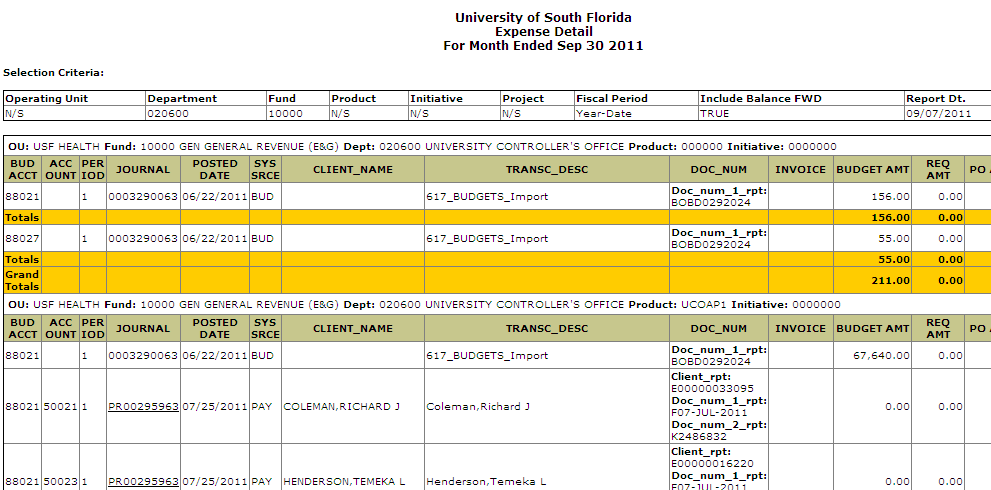 University of South Florida
Expense Detail
For Month Ended Sep 30 2011
Selection Criteria:
Operating Unit Department Fund Product Initiative Project Fiscal Period Include Balance FWD Report Dt.
N/S 020600 10000 N/S N/S N/S Year-Date TRUE 09/07/2011
OU: USF HEALTH Fund: 10000 GEN GENERAL REVENUE (E&G) Dept: 020600 UNIVERSITY CONTROLLER'S OFFICE Product: 000000 Initiative: 0000000
BUD ACCT ACC OUNT PER IOD JOURNAL POSTED DATE SYS SRCE CLIENT_NAME TRANSC_DESC DOC_NUM INVOICE BUDGET AMT REQ AMT PO
88021 1 0003290063 06/22/2011 BUD 617_BUDGETS_Import Doc_num_1_rpt: BOBD0292024 156.00 0.00
Totals 156.00 0.00
88027 1 0003290063 06/22/2011 BUD 617_BUDGETS_Import Doc_num_1_rpt: BOBD0292024 55.00 0.00
Totals 55.00 0.00
Grand Totals 211.00 0.00
OU: USF HEALTH Fund: 10000 GEN GENERAL REVENUE (E&G) Dept: 020600 UNIVERSITY CONTROLLER'S OFFICE Product: UCOAP1 Initiative: 0000000
BUD ACCT ACC OUNT PER IOD JOURNAL POSTED DATE SYS SRCE CLIENT_NAME TRANSC_DESC DOC_NUM INVOICE BUDGET AMT REQ AMT PO
88021 1 0003290063 06/22/2011 BUD 617_BUDGETS_Import Doc_num_1_rpt: BOBD0292024 67,640.00 0.00
88021 50021 1 PR00295963 07/25/2011 PAY COLEMAN,RICHARD J Coleman,Richard J Client_rpt: E00000033095 Doc_num_1_rpt: F07-JUL-2011 Doc_num_2_rpt: K2486832 0.00 0.00
88021 50023 1 PR00295963 07/25/2011 PAY HENDERSON,TEMEKA L Henderson,Temeka L Client_rpt: E00000016220 Doc_num_1_rpt: F07-JUL-2011 0.00 0.00